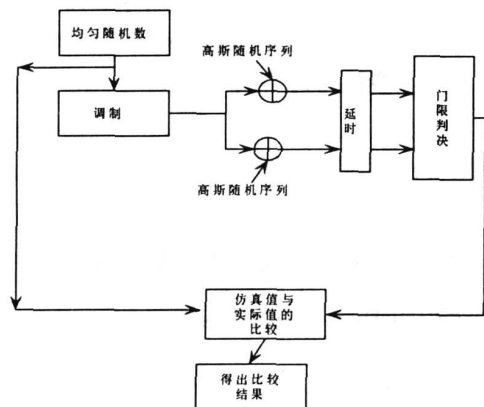 均匀随机数
高斯随机序列
调制
延时
门限
判决
高斯随机序列
仿真值与
实际值的
比较
得出比较
结果